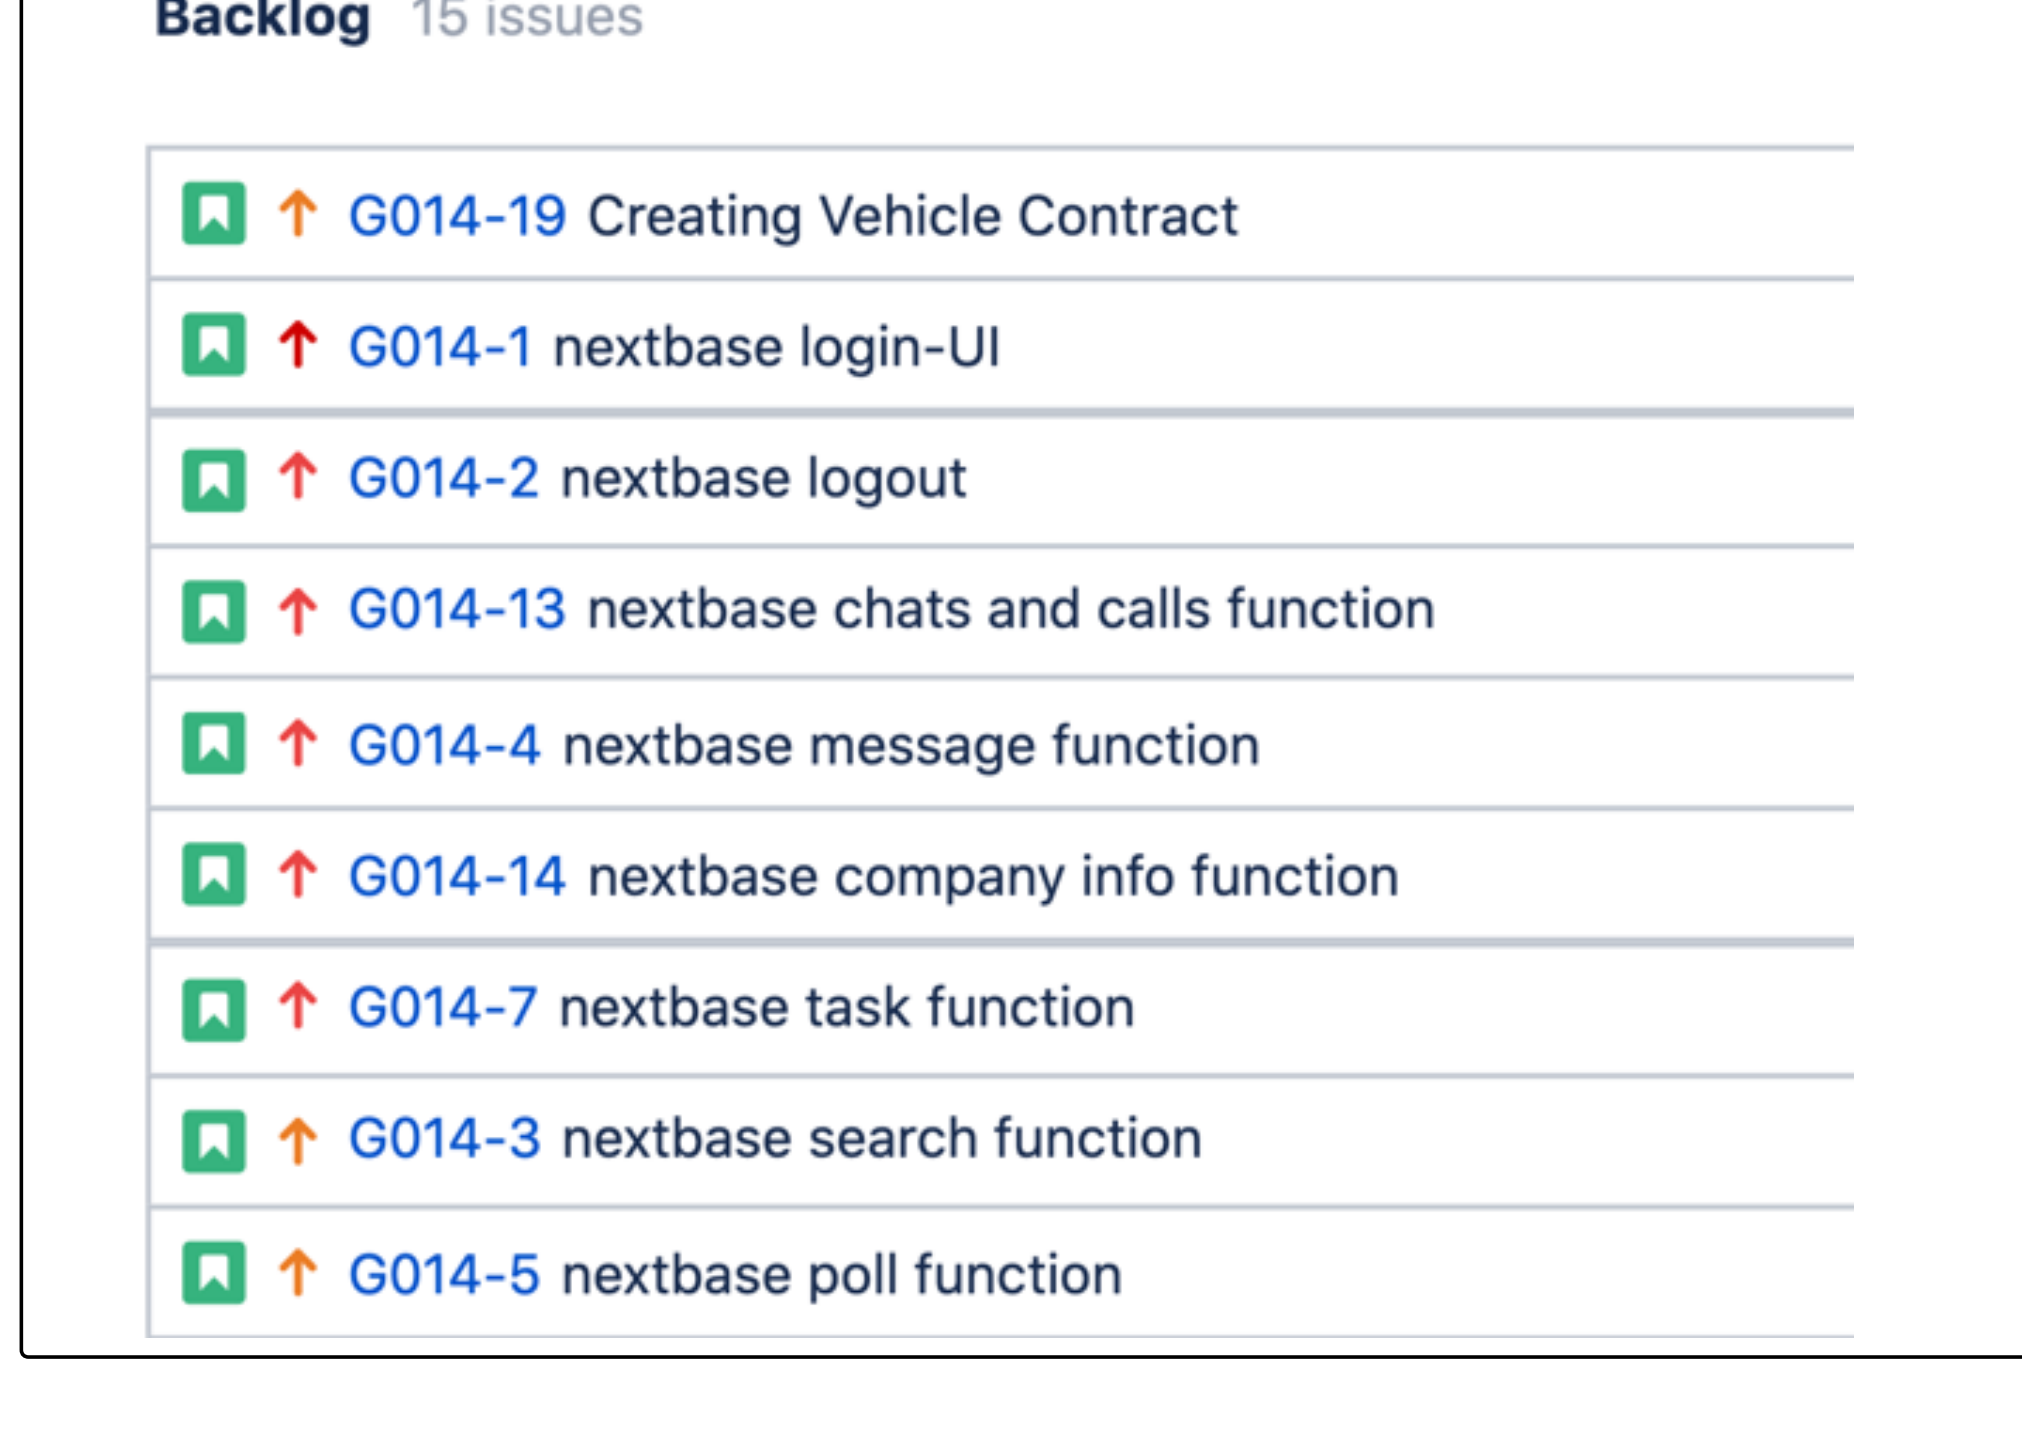 Backlog 15 issues
G014-19 Creating Vehicle Contract
G014-1 nextbase login-UI
G014-2 nextbase logout
G014-13 nextbase chats and calls function
G014-4 nextbase message function
G014-14 nextbase company info function
G014-7 nextbase task function
G014-3 nextbase search function
G014-5 nextbase poll function